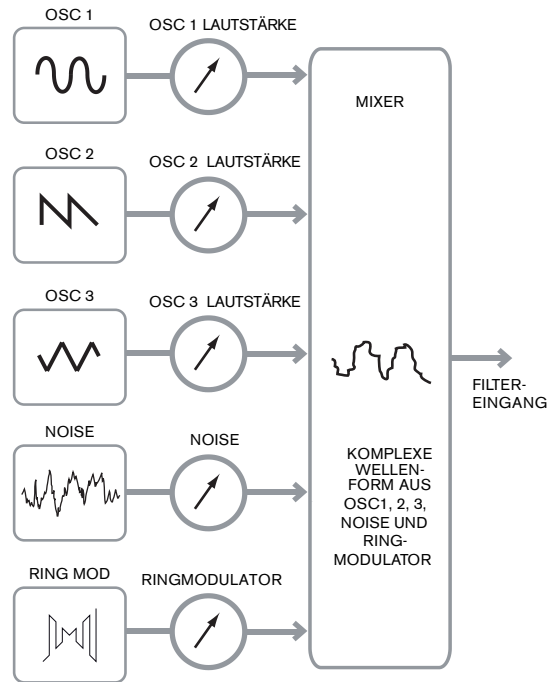 OSC 1
OSC 1 LAUTSTÄRKE
MIXER
OSC 2
OSC 2 LAUTSTÄRKE
OSC 3
OSC 3 LAUTSTÄRKE
FILTER-
EINGANG
NOISE
NOISE
KOMPLEXE
WELLEN-
FORM AUS
OSC1, 2, 3,
NOISE UND
RING-
MODULATOR
RING MOD
RINGMODULATOR